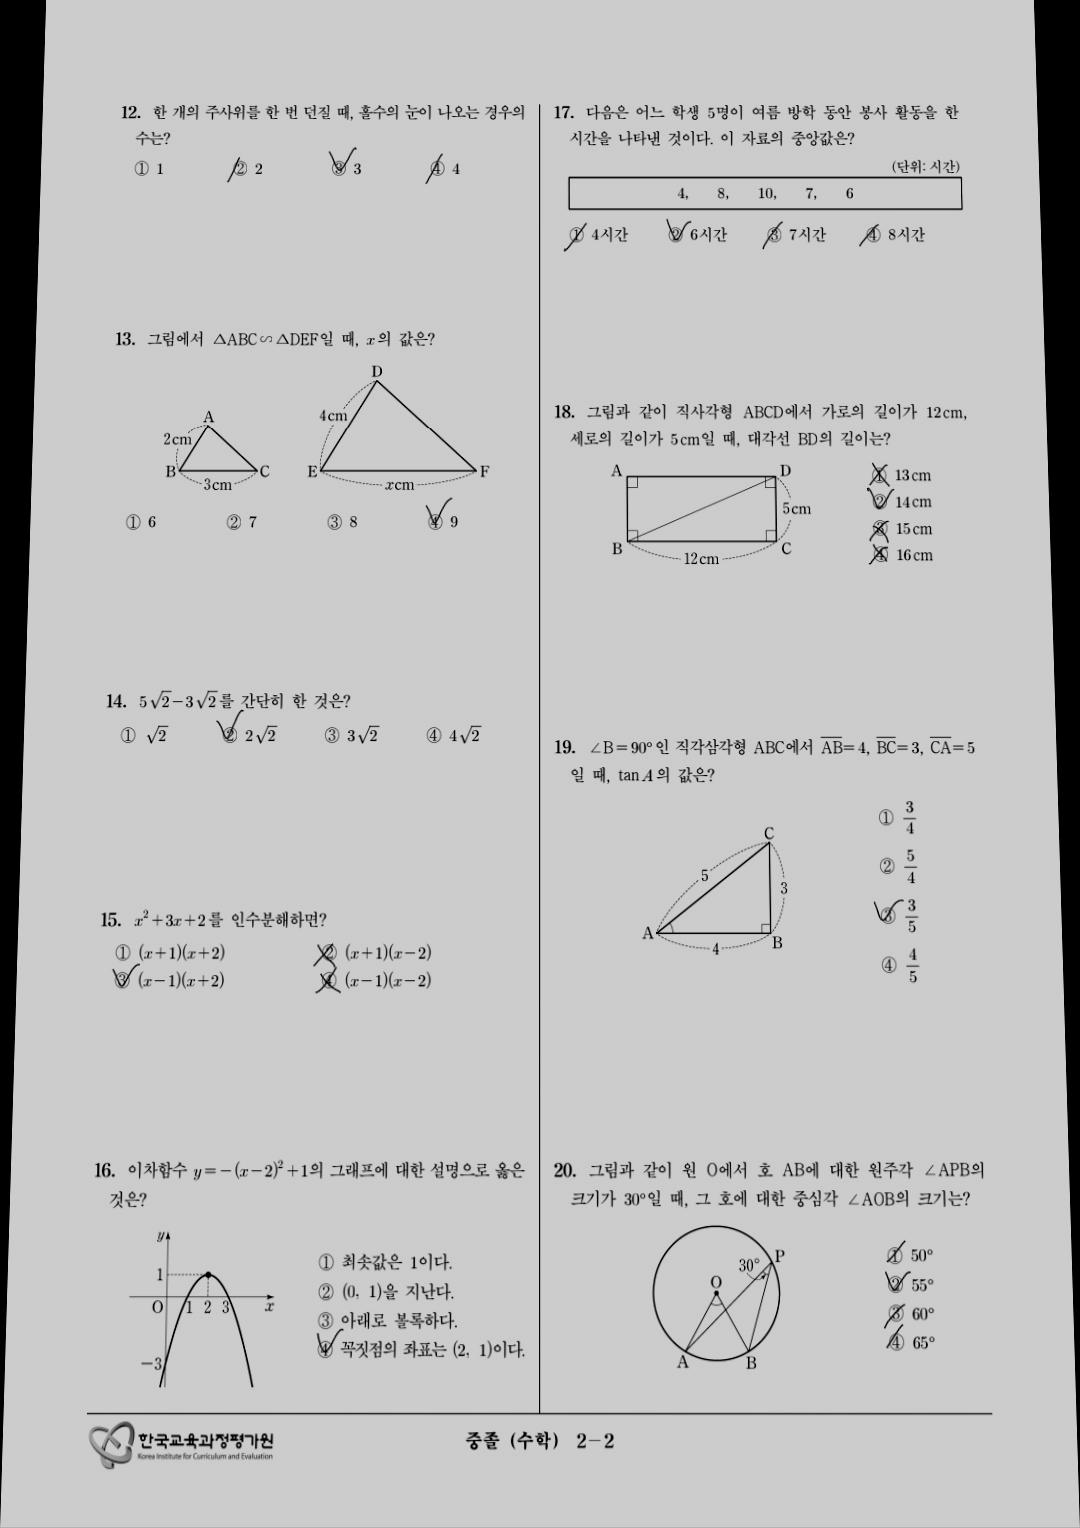 12. 한 개의 주사위를 한 번 던질 때, 홀수의 눈이 나오는 경우의
수는?
① 1 ② 2 ③ 3 ④ 4
13. 그림에서 △ABC∽△DEF일 때, x의 값은?
D
4cm
A
2cm
B C E F
3cm xcm
① 6 ② 7 ③ 8 ④ 9
14. 5√2−3√2를 간단히 한 것은?
① √2 ② 2√2 ③ 3√2 ④ 4√2
15. x²+3x+2를 인수분해하면?
① (x+1)(x+2) ② (x+1)(x−2)
③ (x−1)(x+2) ④ (x−1)(x−2)
16. 이차함수 y=−(x−2)²+1의 그래프에 대한 설명으로 옳은
것은?
y
1
O 1 2 3 x
−3
① 최솟값은 1이다.
② (0, 1)을 지난다.
③ 아래로 볼록하다.
④ 꼭짓점의 좌표는 (2, 1)이다.
17. 다음은 어느 학생 5명이 여름 방학 동안 봉사 활동을 한
시간을 나타낸 것이다. 이 자료의 중앙값은?
(단위: 시간)
4, 8, 10, 7, 6
① 4시간 ② 6시간 ③ 7시간 ④ 8시간
18. 그림과 같이 직사각형 ABCD에서 가로의 길이가 12cm,
세로의 길이가 5cm일 때, 대각선 BD의 길이는?
A D
5cm
B C
12cm
① 13cm
② 14cm
③ 15cm
④ 16cm
19. ∠B=90°인 직각삼각형 ABC에서 AB=4, BC=3, CA=5
일 때, tanA의 값은?
C
5
3
A
4 B
① 3/4
② 5/4
③ 3/5
④ 4/5
20. 그림과 같이 원 O에서 호 AB에 대한 원주각 ∠APB의
크기가 30°일 때, 그 호에 대한 중심각 ∠AOB의 크기는?
P
30°
O
A B
① 50°
② 55°
③ 60°
④ 65°
한국교육과정평가원
Korea Institute for Curriculum and Evaluation
중졸 (수학) 2−2